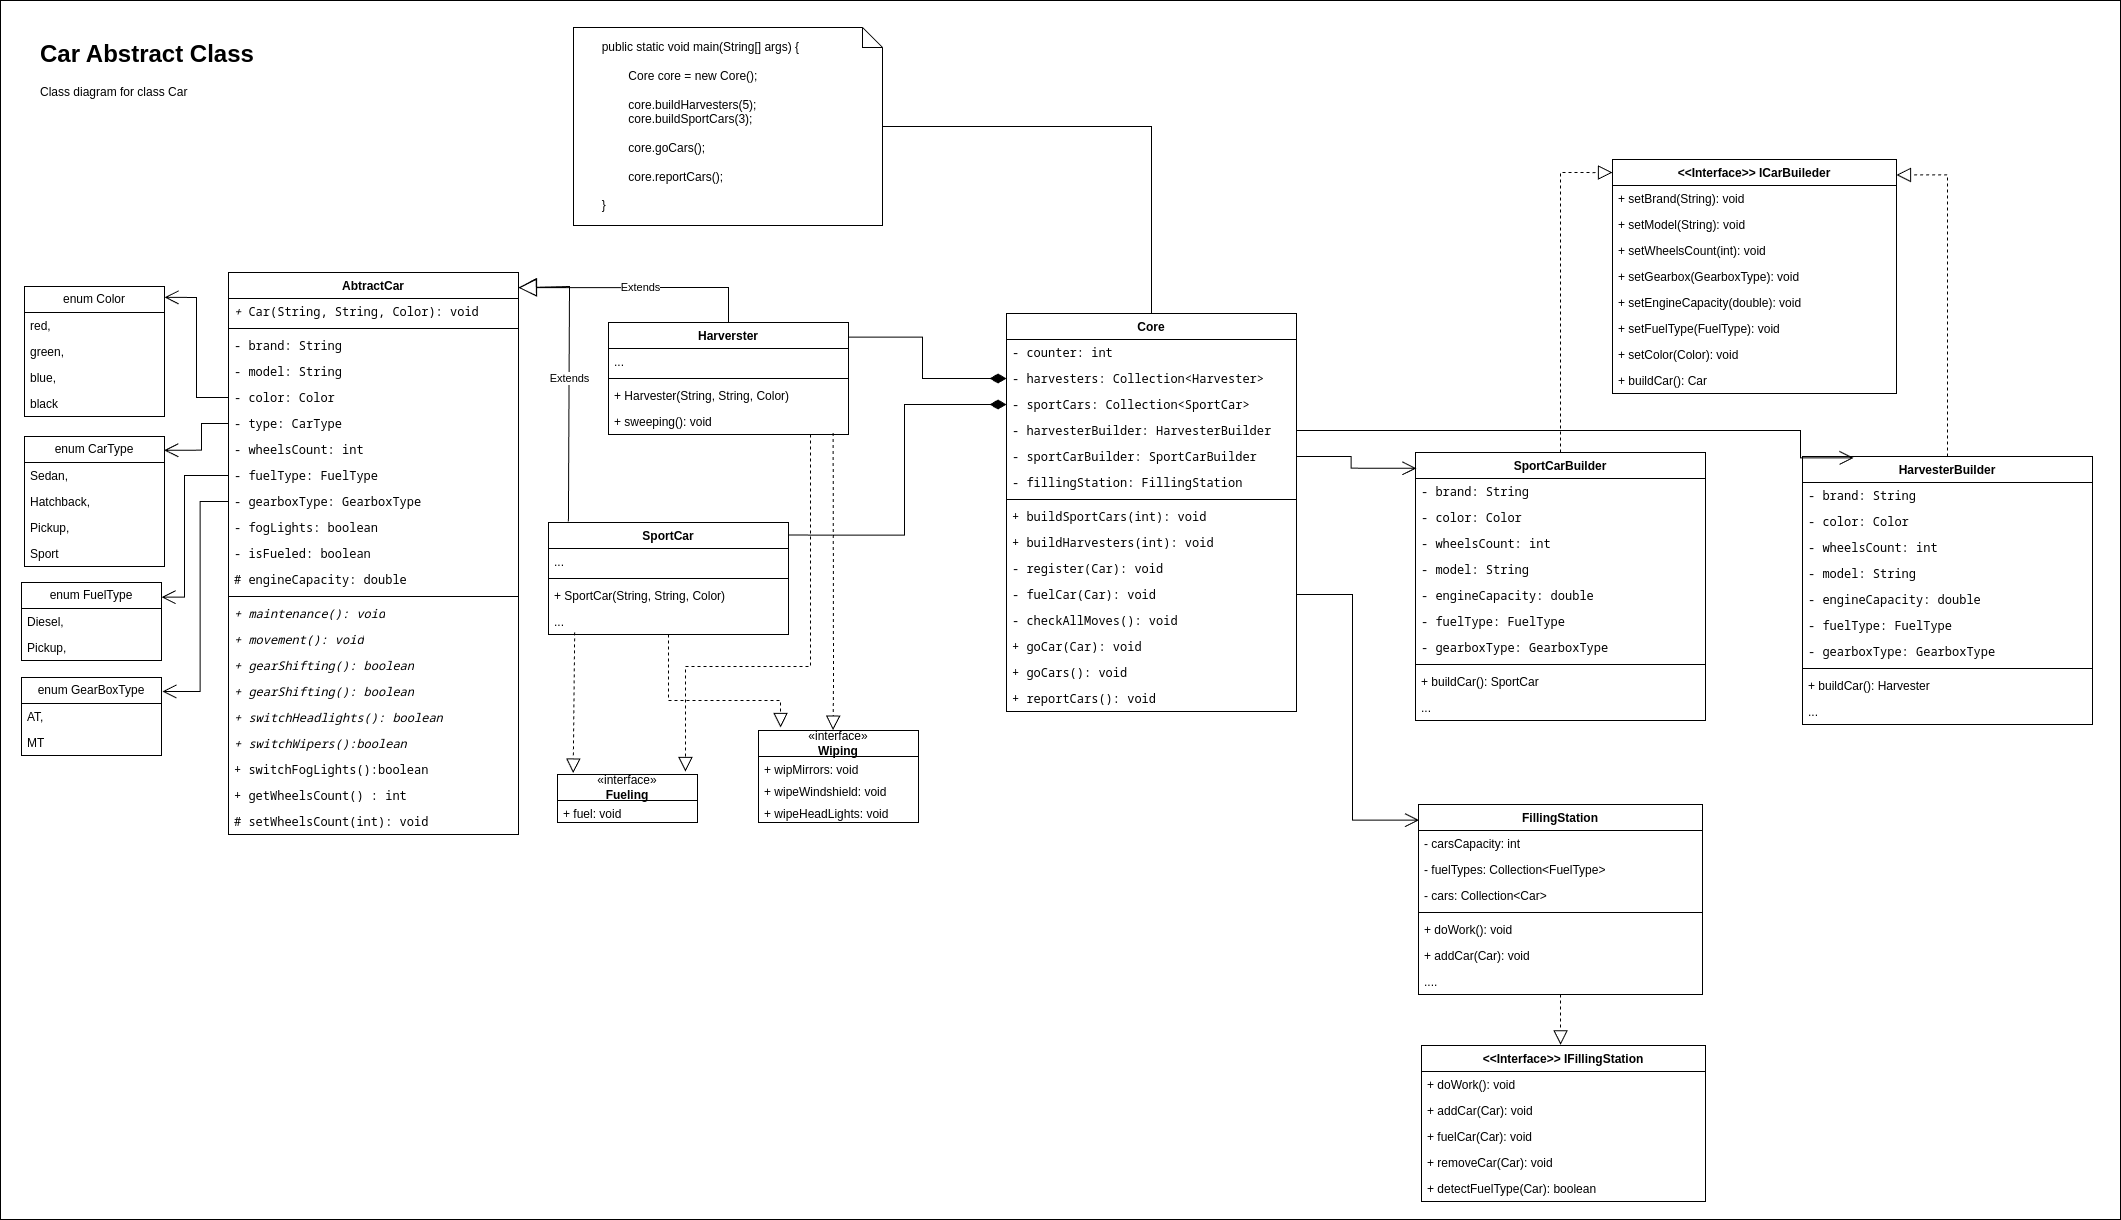 Car Abstract Class
Class diagram for class Car
public static void main(String[] args) {
Core core = new Core();
core.buildHarvesters(5);
core.buildSportCars(3);
core.goCars();
core.reportCars();
}
enum Color
red,
green,
blue,
black
enum CarType
Sedan,
Hatchback,
Pickup,
Sport
enum FuelType
Diesel,
Pickup,
enum GearBoxType
AT,
MT
AbtractCar
+ Car(String, String, Color): void
- brand: String
- model: String
- color: Color
- type: CarType
- wheelsCount: int
- fuelType: FuelType
- gearboxType: GearboxType
- fogLights: boolean
- isFueled: boolean
# engineCapacity: double
+ maintenance(): void
+ movement(): void
+ gearShifting(): boolean
+ gearShifting(): boolean
+ switchHeadlights(): boolean
+ switchWipers():boolean
+ switchFogLights():boolean
+ getWheelsCount() : int
# setWheelsCount(int): void
Extends
Extends
Harverster
...
+ Harvester(String, String, Color)
+ sweeping(): void
SportCar
...
+ SportCar(String, String, Color)
...
«interface»
Fueling
+ fuel: void
«interface»
Wiping
+ wipMirrors: void
+ wipeWindshield: void
+ wipeHeadLights: void
Core
- counter: int
- harvesters: Collection<Harvester>
- sportCars: Collection<SportCar>
- harvesterBuilder: HarvesterBuilder
- sportCarBuilder: SportCarBuilder
- fillingStation: FillingStation
+ buildSportCars(int): void
+ buildHarvesters(int): void
- register(Car): void
- fuelCar(Car): void
- checkAllMoves(): void
+ goCar(Car): void
+ goCars(): void
+ reportCars(): void
<<Interface>> ICarBuileder
+ setBrand(String): void
+ setModel(String): void
+ setWheelsCount(int): void
+ setGearbox(GearboxType): void
+ setEngineCapacity(double): void
+ setFuelType(FuelType): void
+ setColor(Color): void
+ buildCar(): Car
SportCarBuilder
- brand: String
- color: Color
- wheelsCount: int
- model: String
- engineCapacity: double
- fuelType: FuelType
- gearboxType: GearboxType
+ buildCar(): SportCar
...
HarvesterBuilder
- brand: String
- color: Color
- wheelsCount: int
- model: String
- engineCapacity: double
- fuelType: FuelType
- gearboxType: GearboxType
+ buildCar(): Harvester
...
FillingStation
- carsCapacity: int
- fuelTypes: Collection<FuelType>
- cars: Collection<Car>
+ doWork(): void
+ addCar(Car): void
....
<<Interface>> IFillingStation
+ doWork(): void
+ addCar(Car): void
+ fuelCar(Car): void
+ removeCar(Car): void
+ detectFuelType(Car): boolean